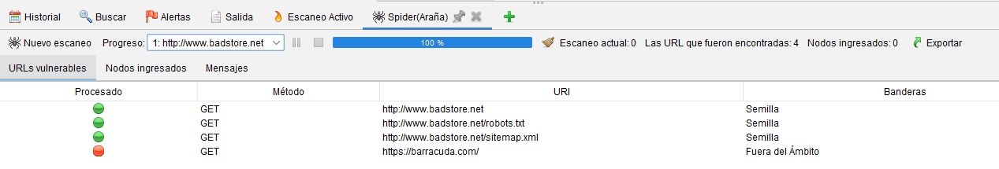 Historial Buscar Alertas Salida Escaneo Activo Spider(Araña)
Nuevo escaneo Progreso: 1: http://www.badstore.net 100 % Escaneo actual: 0 Las URL que fueron encontradas: 4 Nodos ingresados: 0 Exportar
URLs vulnerables Nodos ingresados Mensajes
Procesado Método URI Banderas
GET http://www.badstore.net Semilla
GET http://www.badstore.net/robots.txt Semilla
GET http://www.badstore.net/sitemap.xml Semilla
GET https://barracuda.com/ Fuera del Ámbito